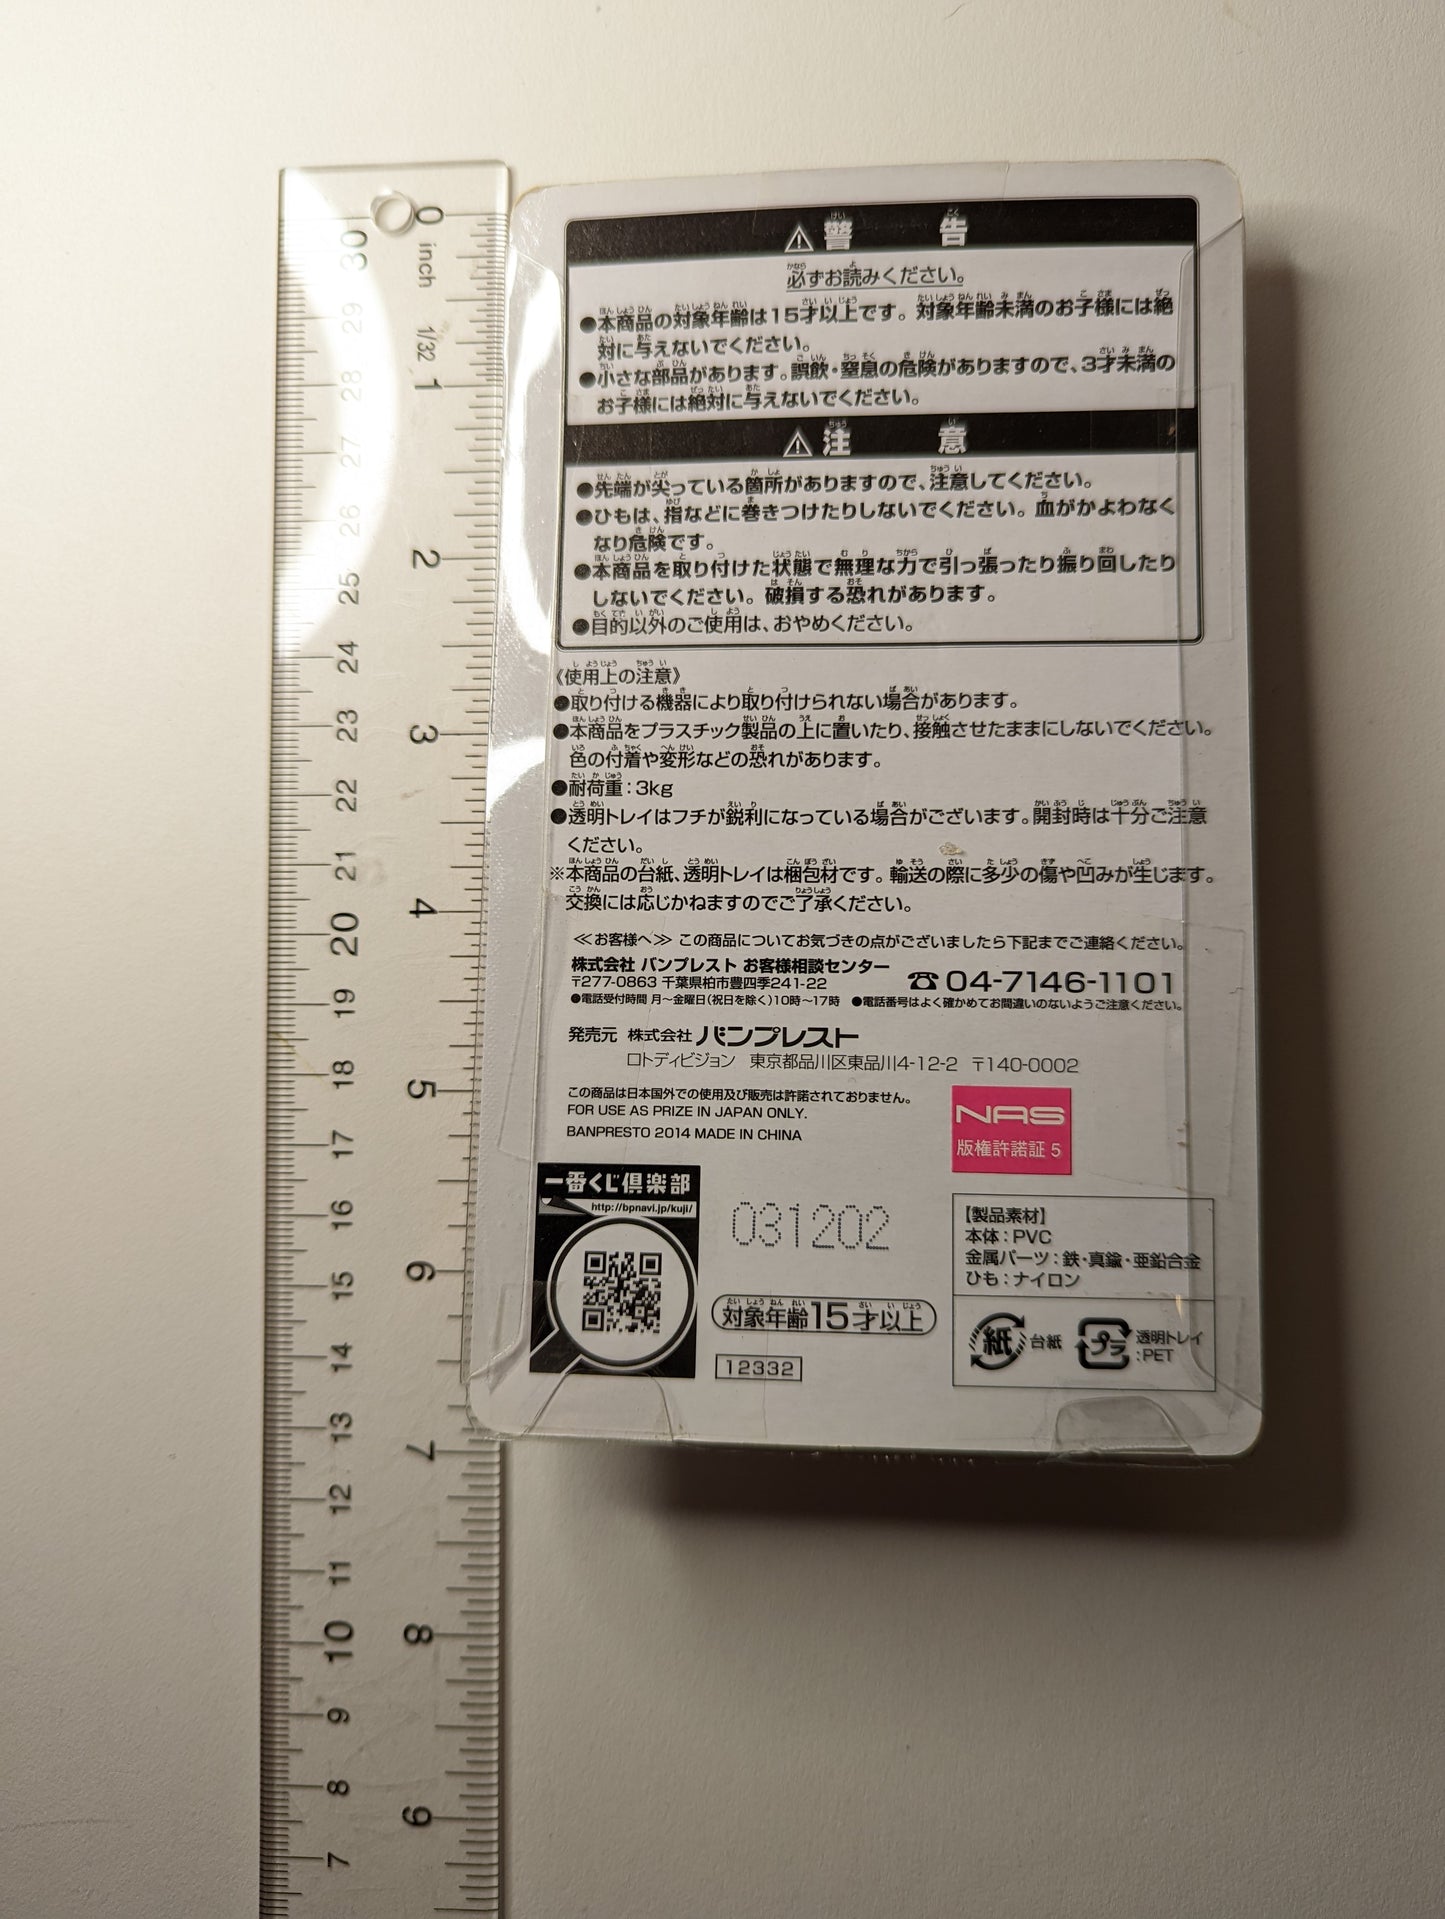 ⚠警告
必ずお読みください。
●本商品の対象年齢は15才以上です。対象年齢未満のお子様には絶
対に与えないでください。
●小さな部品があります。誤飲・窒息の危険がありますので、3才未満の
お子様には絶対に与えないでください。
⚠注意
●先端が尖っている箇所がありますので、注意してください。
●ひもは、指などに巻きつけたりしないでください。血がかよわなく
なり危険です。
●本商品を取り付けた状態で無理な力で引っ張ったり振り回したり
しないでください。破損する恐れがあります。
●目的以外のご使用は、おやめください。
《使用上の注意》
●取り付ける機器により取り付けられない場合があります。
●本商品をプラスチック製品の上に置いたり、接触させたままにしないでください。
色の付着や変形などの恐れがあります。
●耐荷重：3kg
●透明トレイはフチが鋭利になっている場合がございます。開封時は十分ご注意
ください。
※本商品の台紙、透明トレイは梱包材です。輸送の際に多少の傷や凹みが生じます。
交換には応じかねますのでご了承ください。
≪お客様へ≫ この商品についてお気づきの点がございましたら下記までご連絡ください。
株式会社 バンプレスト お客様相談センター ☎04-7146-1101
〒277-0863 千葉県柏市豊四季241-22
●電話受付時間 月～金曜日(祝日を除く)10時～17時 ●電話番号はよく確かめてお間違いのないようご注意ください。
発売元 株式会社 バンプレスト
ロトディビジョン 東京都品川区東品川4-12-2 〒140-0002
この商品は日本国外での使用及び販売は許諾されておりません。
FOR USE AS PRIZE IN JAPAN ONLY.
BANPRESTO 2014 MADE IN CHINA
NAS
版権許諾証 5
一番くじ倶楽部
http://bpnavi.jp/kuji/
031202
対象年齢15才以上
12332
【製品素材】
本体：PVC
金属パーツ：鉄・真鍮・亜鉛合金
ひも：ナイロン
紙 台紙
プラ 透明トレイ
:PET
0 inch 1/32 1 2 3 4 5 6 7 8 9
30 29 28 27 26 25 24 23 22 21 20 19 18 17 16 15 14 13 12 11 10 9 8 7